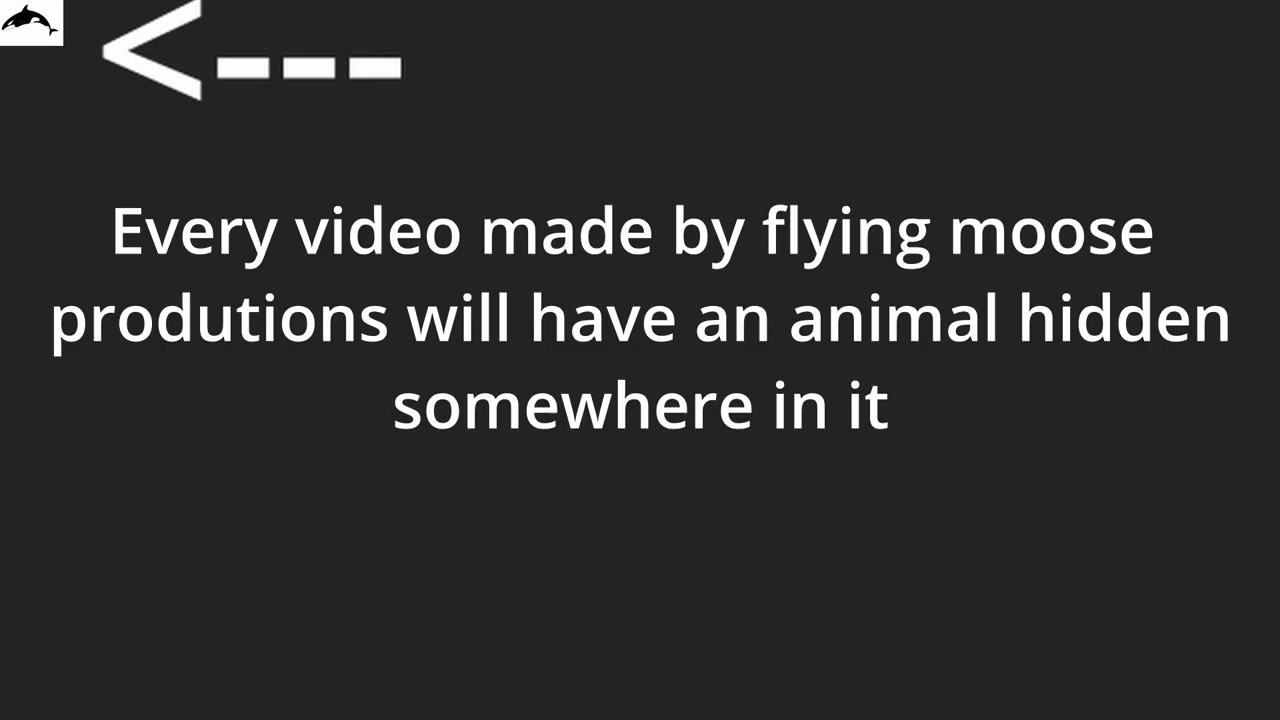 <---
Every video made by flying moose
produtions will have an animal hidden
somewhere in it